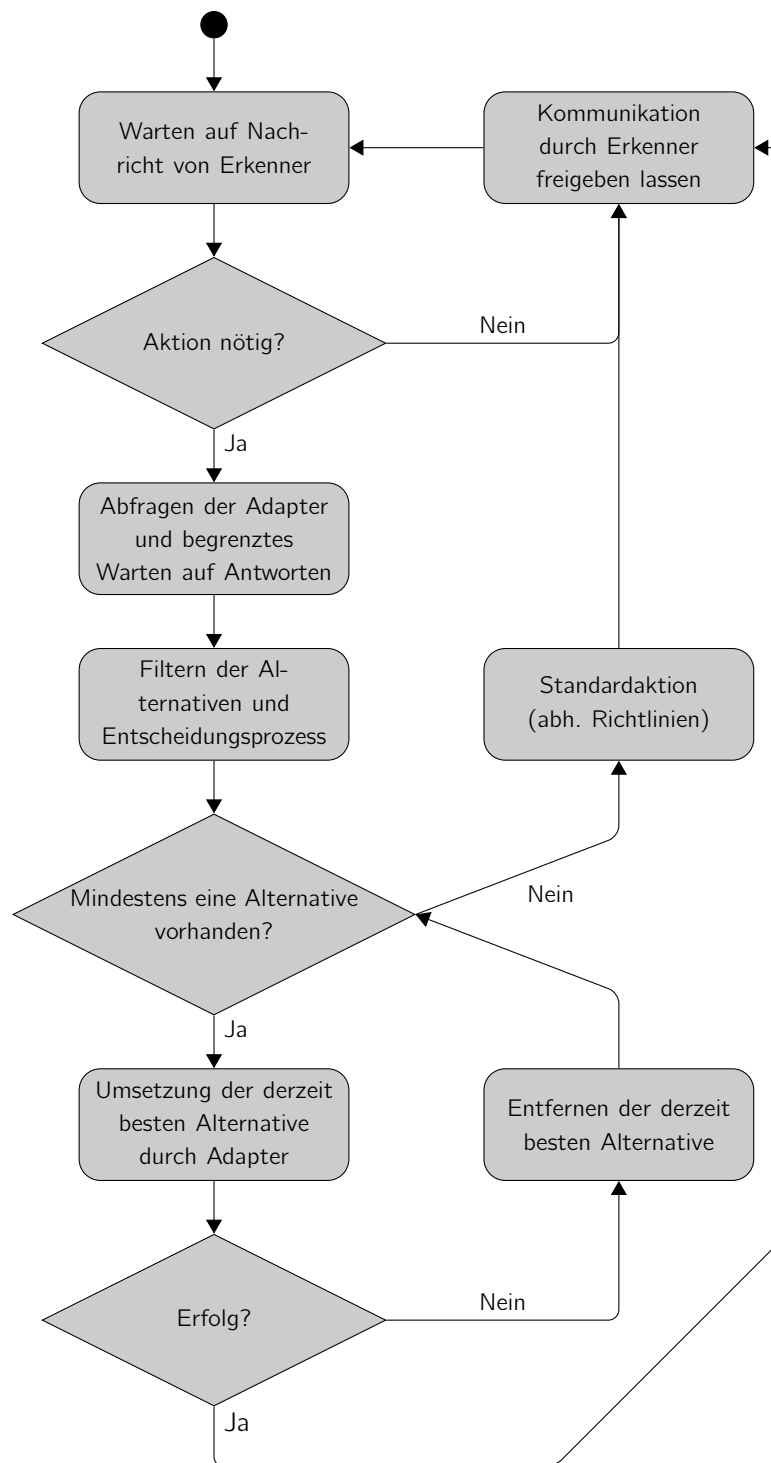 Warten auf Nach-
richt von Erkenner
Kommunikation
durch Erkenner
freigeben lassen
Aktion nötig?
Nein
Ja
Abfragen der Adapter
und begrenztes
Warten auf Antworten
Filtern der Al-
ternativen und
Entscheidungsprozess
Standardaktion
(abh. Richtlinien)
Mindestens eine Alternative
vorhanden?
Nein
Ja
Umsetzung der derzeit
besten Alternative
durch Adapter
Entfernen der derzeit
besten Alternative
Erfolg?
Nein
Ja